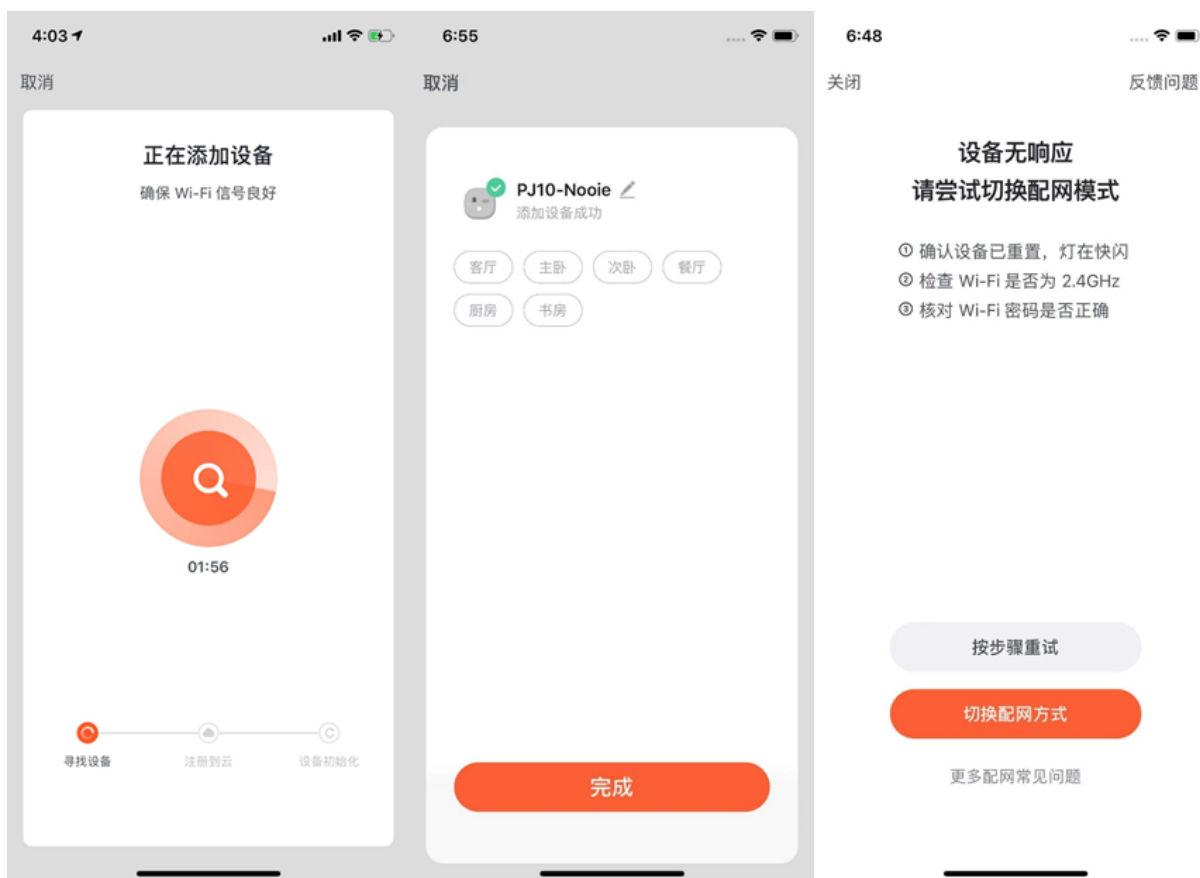 4:03
取消
正在添加设备
确保 Wi-Fi 信号良好
01:56
寻找设备
注册到云
设备初始化
6:55
取消
PJ10-Nooie
添加设备成功
客厅 主卧 次卧 餐厅
厨房 书房
完成
6:48
关闭 反馈问题
设备无响应
请尝试切换配网模式
① 确认设备已重置，灯在快闪
② 检查 Wi-Fi 是否为 2.4GHz
③ 核对 Wi-Fi 密码是否正确
按步骤重试
切换配网方式
更多配网常见问题